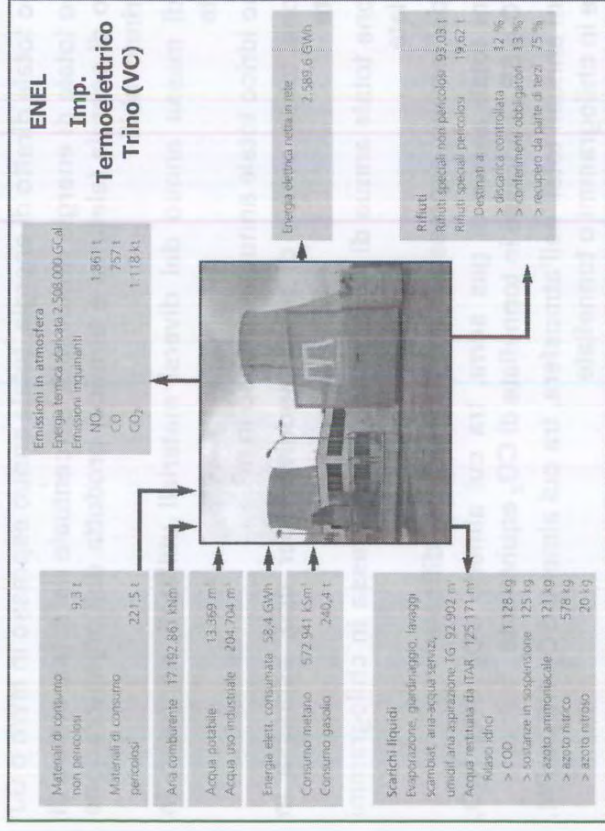 ENEL
Imp.
Termoelettrico
Trino (VC)
Materiali di consumo
non pericolosi 9,3 t
Materiali di consumo
pericolosi 221,5 t
Aria comburente 17 192 861 kNm³
Acqua potabile 13.369 m³
Acqua uso industriale 204.704 m³
Energia elett. consumata 58,4 GWh
Consumo metano 572 941 kSm³
Consumo gasolio 240,4 t
Emissioni in atmosfera
Energia termica scaricata 2.508.000 GCal
Emissioni inquinanti
NOx 1.861 t
CO 757 t
CO₂ 1 118 kt
Energia elettrica netta in rete
2.589,6 GWh
Scarichi liquidi
Evaporazione, giardinaggio, lavaggi
scambiat. aria-acqua servizi,
umidif. aria aspirazione TG 92 902 m³
Acqua restituita da ITAR 125 171 m³
Rilasci idrici
> COD 1 128 kg
> sostanze in sospensione 125 kg
> azoto ammoniacale 121 kg
> azoto nitrico 578 kg
> azoto nitroso 20 kg
Rifiuti
Rifiuti speciali non pericolosi 93,03 t
Rifiuti speciali pericolosi 19,62 t
Destinati a:
> discarica controllata 12 %
> conferimenti obbligatori 13 %
> recupero da parte di terzi 75 %